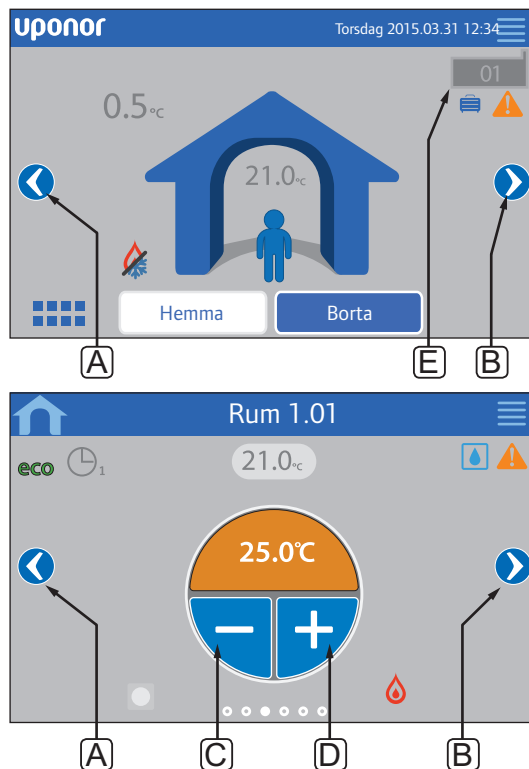 uponor
Torsdag 2015.03.31 12:34
01
0.5°C
21.0°C
Hemma
Borta
A
E
B
Rum 1.01
eco
1
21.0°C
25.0°C
A
C
D
B